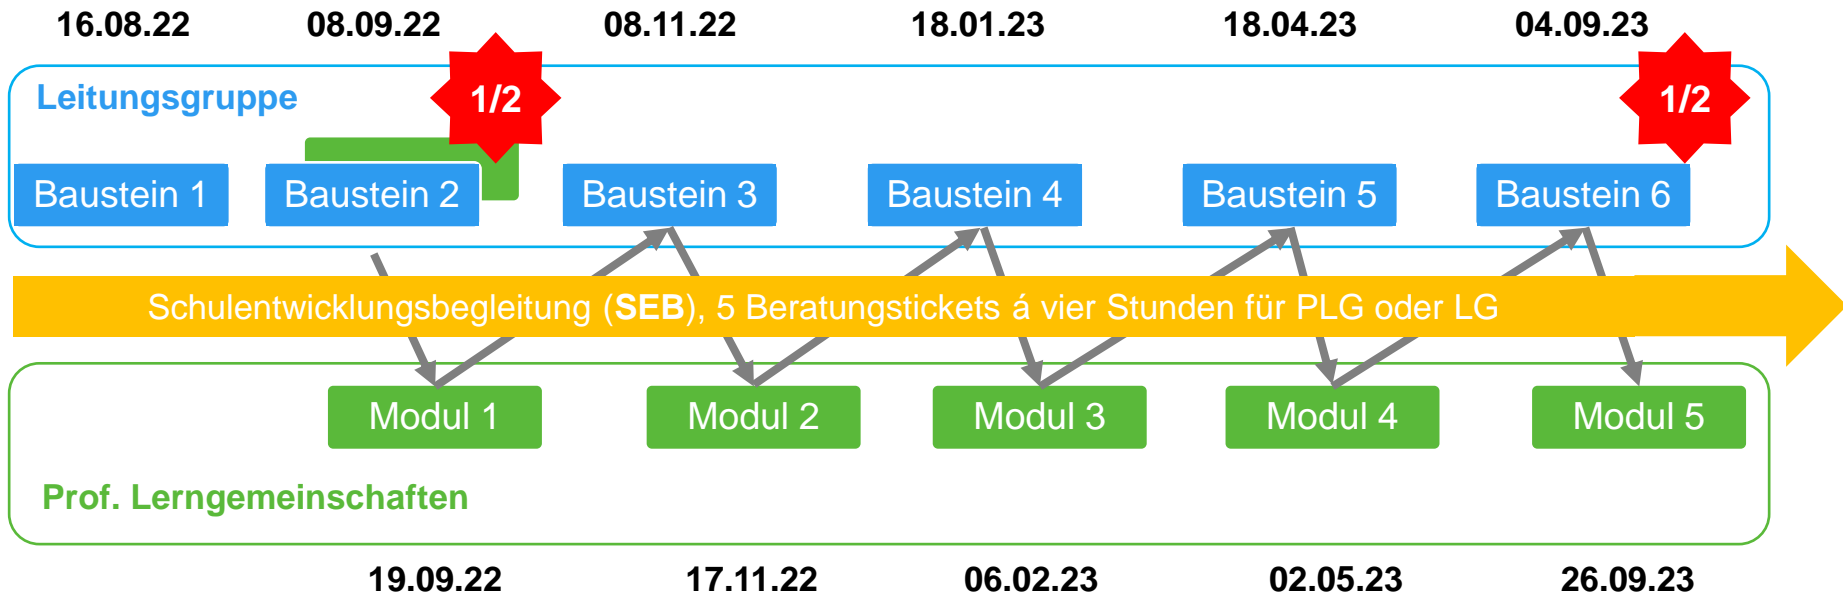 16.08.22 08.09.22 08.11.22 18.01.23 18.04.23 04.09.23
Leitungsgruppe 1/2 1/2
Baustein 1 Baustein 2 Baustein 3 Baustein 4 Baustein 5 Baustein 6
Schulentwicklungsbegleitung (SEB), 5 Beratungstickets á vier Stunden für PLG oder LG
Modul 1 Modul 2 Modul 3 Modul 4 Modul 5
Prof. Lerngemeinschaften
19.09.22 17.11.22 06.02.23 02.05.23 26.09.23